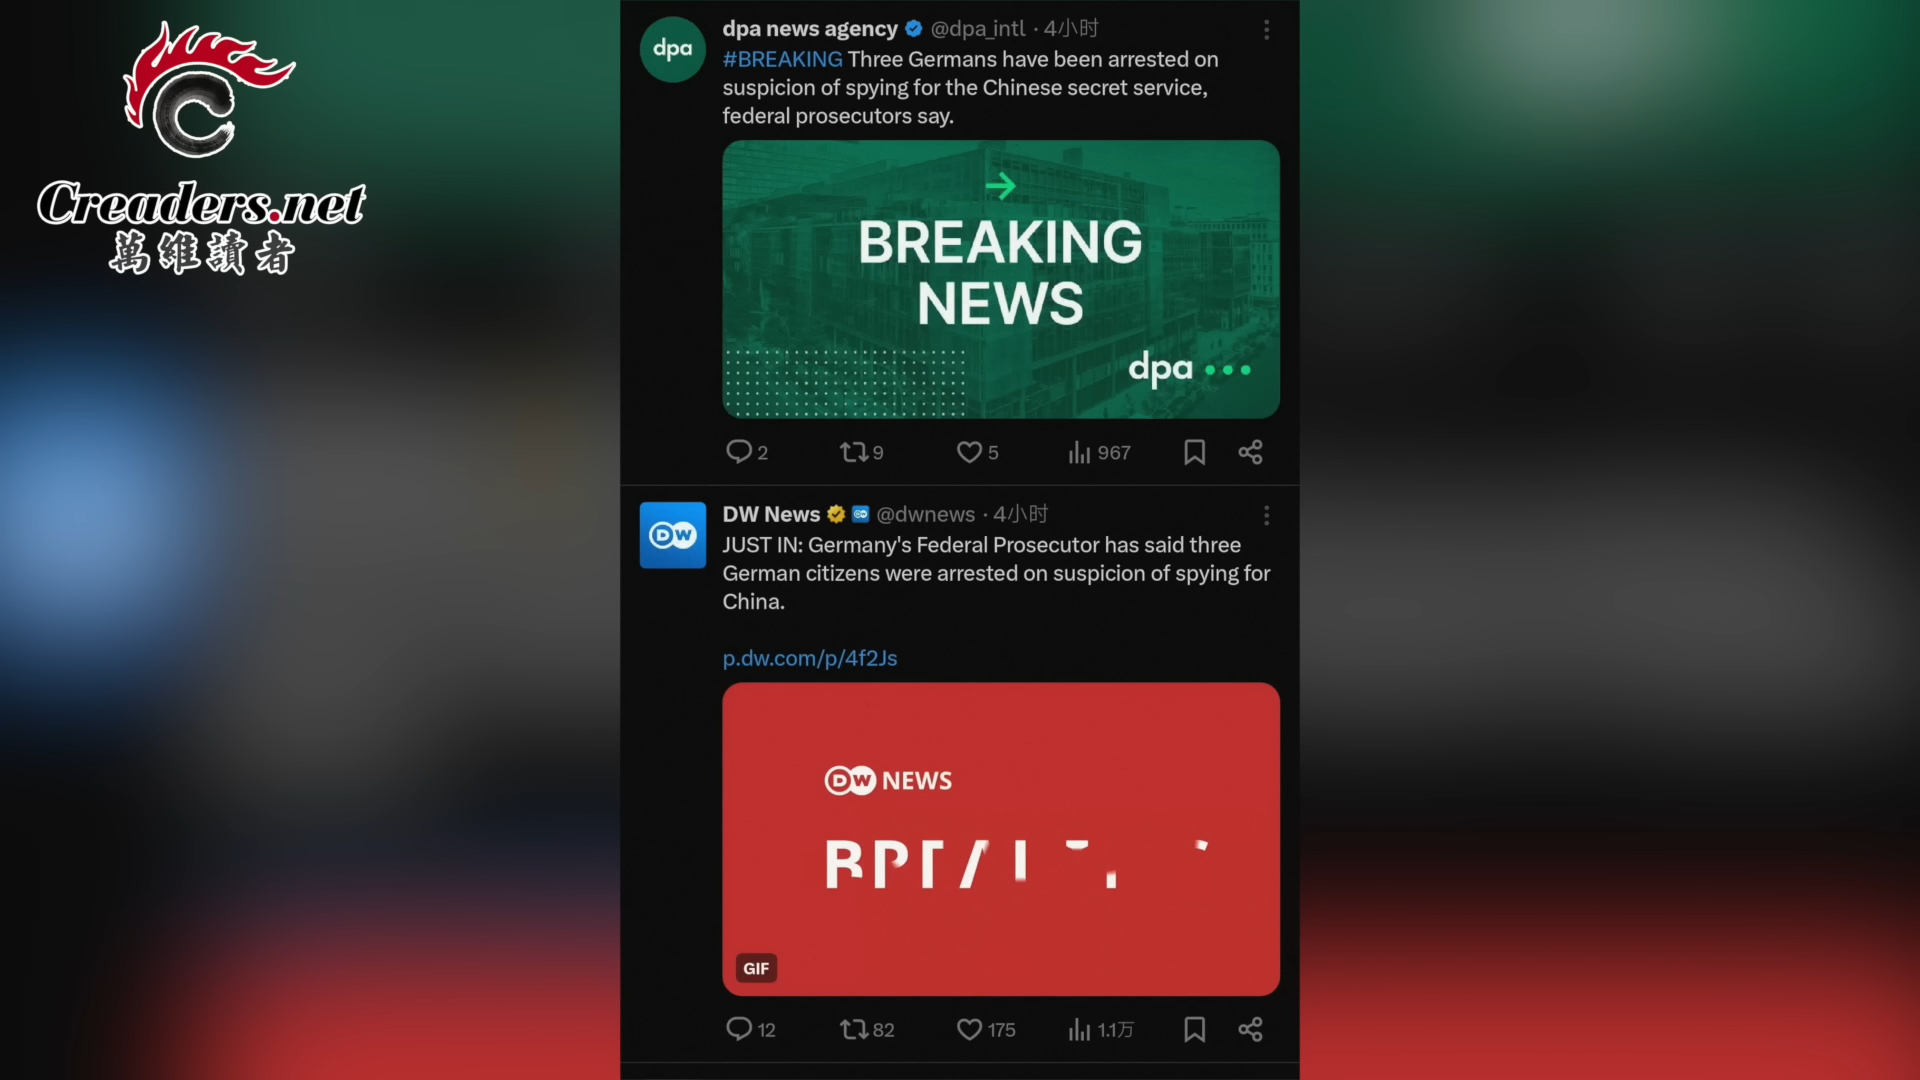 Creaders.net
萬維讀者
dpa
dpa news agency @dpa_intl · 4小时
#BREAKING Three Germans have been arrested on
suspicion of spying for the Chinese secret service,
federal prosecutors say.
BREAKING
NEWS
dpa
2 9 5 967
DW
DW News @dwnews · 4小时
JUST IN: Germany's Federal Prosecutor has said three
German citizens were arrested on suspicion of spying for
China.
p.dw.com/p/4f2Js
DW NEWS
GIF
12 82 175 1.1万